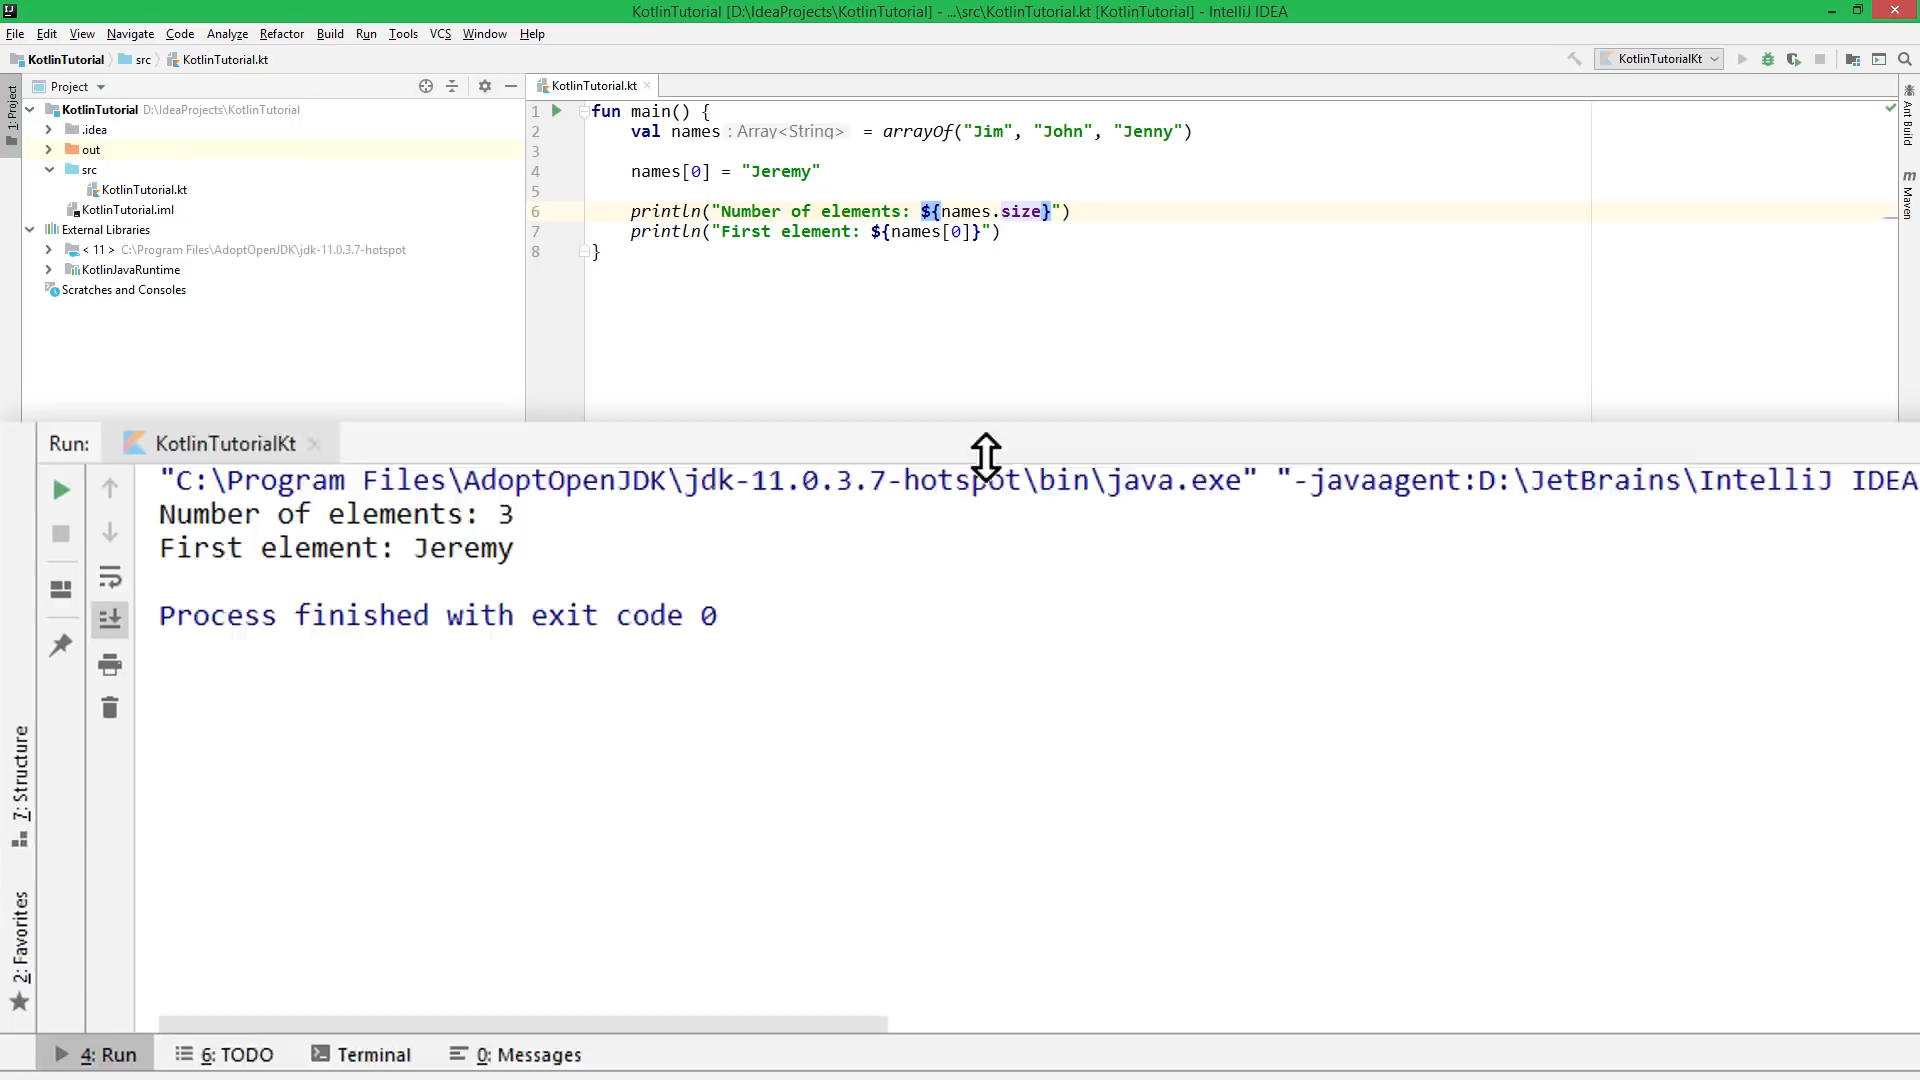 KotlinTutorial [D:\IdeaProjects\KotlinTutorial] - ...\src\KotlinTutorial.kt [KotlinTutorial] - IntelliJ IDEA
File Edit View Navigate Code Analyze Refactor Build Run Tools VCS Window Help
KotlinTutorial src KotlinTutorial.kt
KotlinTutorialKt
1: Project
Project
KotlinTutorial D:\IdeaProjects\KotlinTutorial
.idea
out
src
KotlinTutorial.kt
KotlinTutorial.iml
External Libraries
< 11 > C:\Program Files\AdoptOpenJDK\jdk-11.0.3.7-hotspot
KotlinJavaRuntime
Scratches and Consoles
KotlinTutorial.kt
1 fun main() {
2 val names : Array<String> = arrayOf("Jim", "John", "Jenny")
3
4 names[0] = "Jeremy"
5
6 println("Number of elements: ${names.size}")
7 println("First element: ${names[0]}")
8 }
Ant Build
m Maven
Run: KotlinTutorialKt
"C:\Program Files\AdoptOpenJDK\jdk-11.0.3.7-hotspot\bin\java.exe" "-javaagent:D:\JetBrains\IntelliJ IDEA
Number of elements: 3
First element: Jeremy
Process finished with exit code 0
7: Structure
2: Favorites
4: Run 6: TODO Terminal 0: Messages